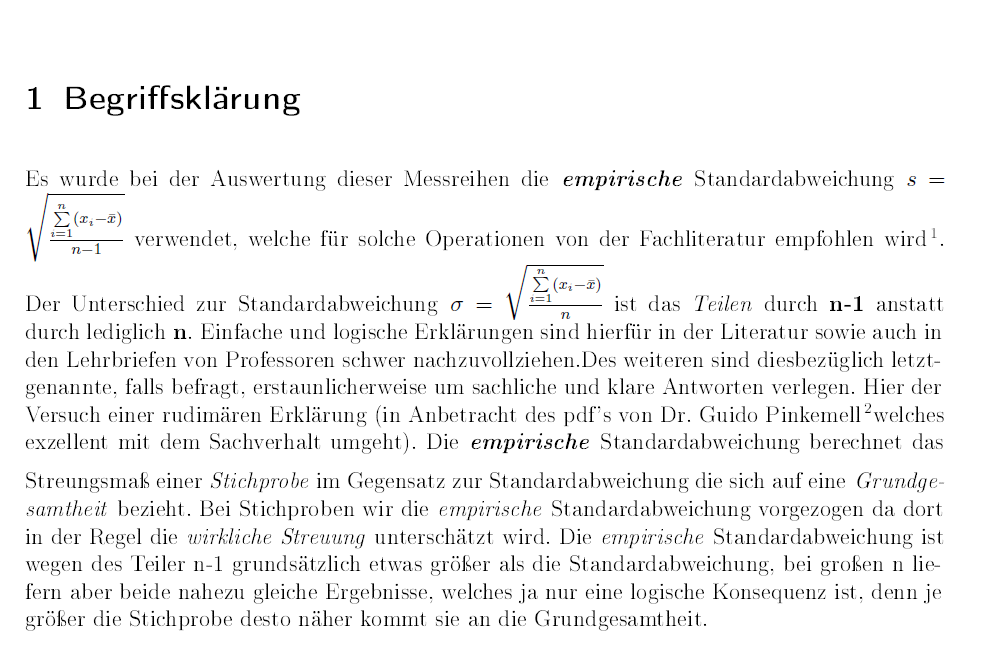 1 Begriffsklärung
Es wurde bei der Auswertung dieser Messreihen die empirische Standardabweichung s =
√(∑_{i=1}^{n}(x_i−x̄) / n−1) verwendet, welche für solche Operationen von der Fachliteratur empfohlen wird¹.
Der Unterschied zur Standardabweichung σ = √(∑_{i=1}^{n}(x_i−x̄) / n) ist das Teilen durch n-1 anstatt
durch lediglich n. Einfache und logische Erklärungen sind hierfür in der Literatur sowie auch in
den Lehrbriefen von Professoren schwer nachzuvollziehen.Des weiteren sind diesbezüglich letzt-
genannte, falls befragt, erstaunlicherweise um sachliche und klare Antworten verlegen. Hier der
Versuch einer rudimären Erklärung (in Anbetracht des pdf's von Dr. Guido Pinkemell²welches
exzellent mit dem Sachverhalt umgeht). Die empirische Standardabweichung berechnet das
Streungsmaß einer Stichprobe im Gegensatz zur Standardabweichung die sich auf eine Grundge-
samtheit bezieht. Bei Stichproben wir die empirische Standardabweichung vorgezogen da dort
in der Regel die wirkliche Streuung unterschätzt wird. Die empirische Standardabweichung ist
wegen des Teiler n-1 grundsätzlich etwas größer als die Standardabweichung, bei großen n lie-
fern aber beide nahezu gleiche Ergebnisse, welches ja nur eine logische Konsequenz ist, denn je
größer die Stichprobe desto näher kommt sie an die Grundgesamtheit.